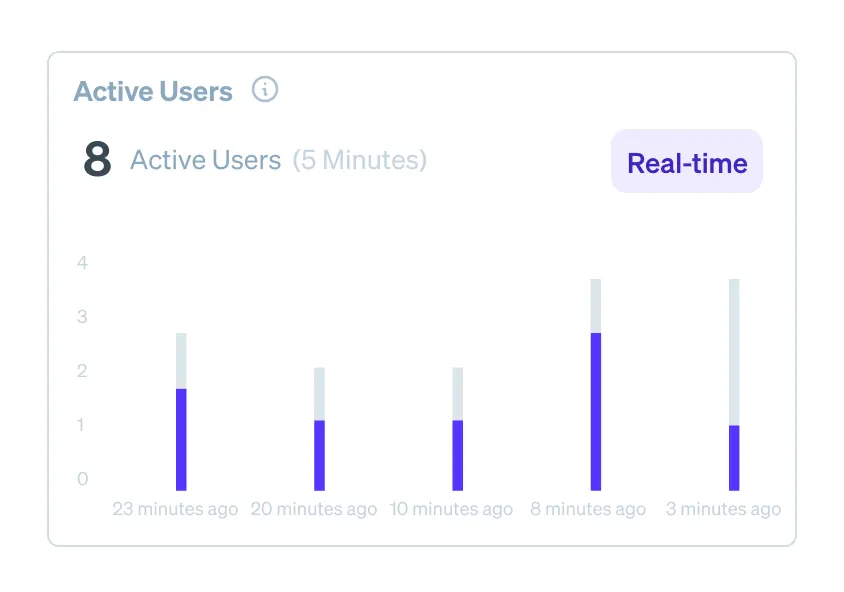 Active Users
8 Active Users (5 Minutes)
Real-time
4
3
2
1
0
23 minutes ago 20 minutes ago 10 minutes ago 8 minutes ago 3 minutes ago